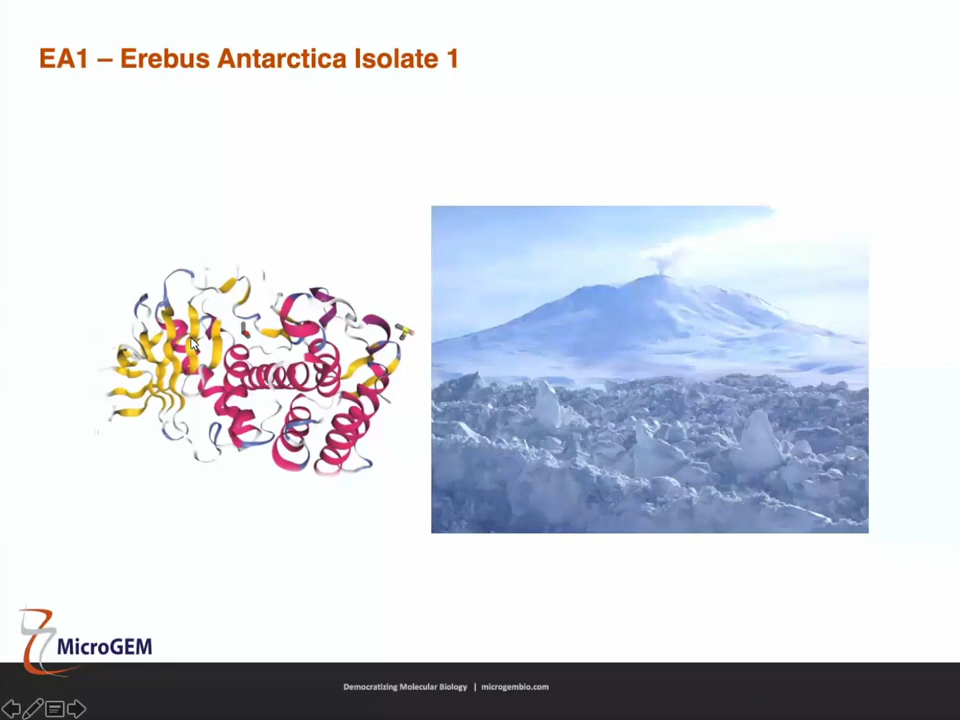 EA1 – Erebus Antarctica Isolate 1
MicroGEM
Democratizing Molecular Biology | microgembio.com